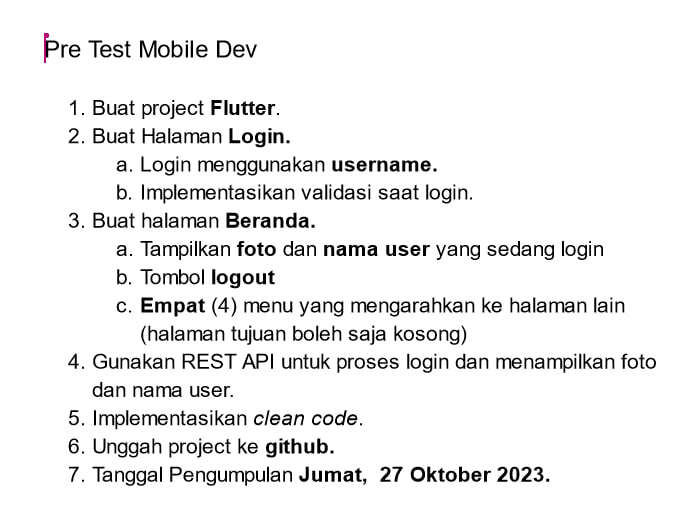 Pre Test Mobile Dev
1. Buat project Flutter.
2. Buat Halaman Login.
a. Login menggunakan username.
b. Implementasikan validasi saat login.
3. Buat halaman Beranda.
a. Tampilkan foto dan nama user yang sedang login
b. Tombol logout
c. Empat (4) menu yang mengarahkan ke halaman lain
(halaman tujuan boleh saja kosong)
4. Gunakan REST API untuk proses login dan menampilkan foto
dan nama user.
5. Implementasikan clean code.
6. Unggah project ke github.
7. Tanggal Pengumpulan Jumat, 27 Oktober 2023.